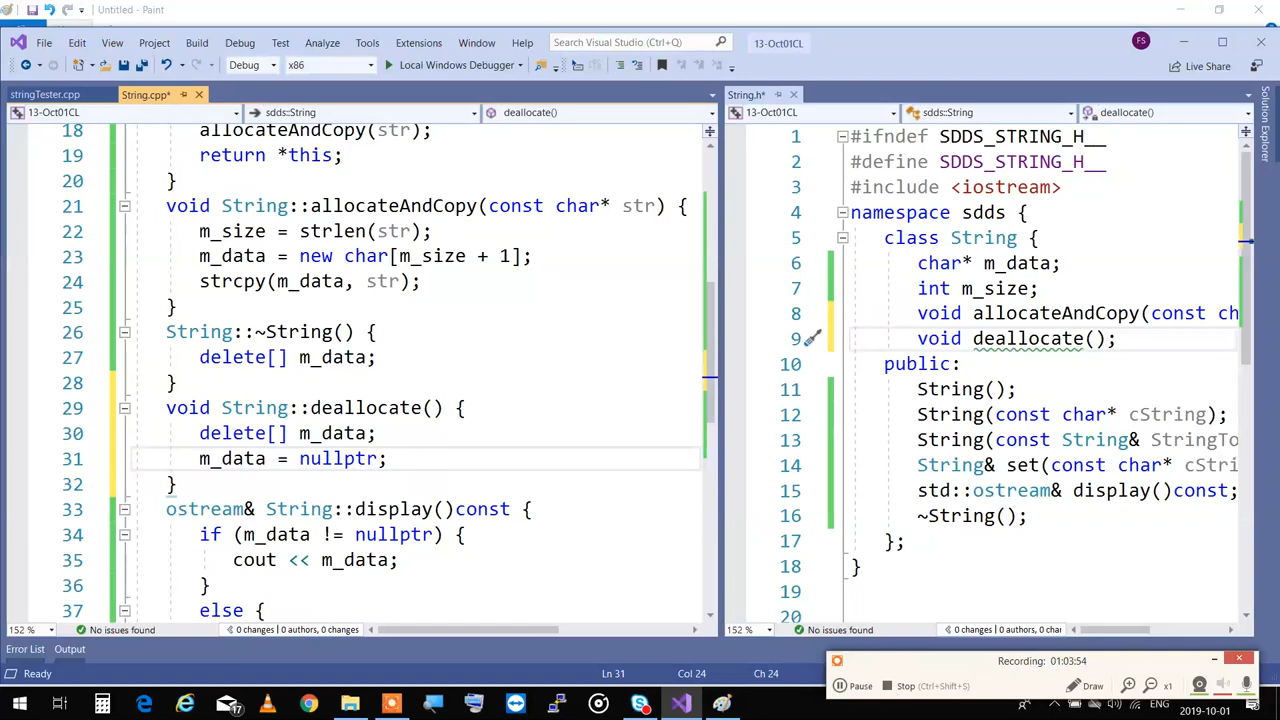 Untitled - Paint
File Edit View Project Build Debug Test Analyze Tools Extensions Window Help Search Visual Studio (Ctrl+Q) 13-Oct01CL FS
Debug x86 Local Windows Debugger Live Share
stringTester.cpp String.cpp* String.h*
13-Oct01CL sdds::String deallocate() 13-Oct01CL sdds::String deallocate()
Solution Explorer
18 allocateAndCopy(str);
19 return *this;
20 }
21 void String::allocateAndCopy(const char* str) {
22 m_size = strlen(str);
23 m_data = new char[m_size + 1];
24 strcpy(m_data, str);
25 }
26 String::~String() {
27 delete[] m_data;
28 }
29 void String::deallocate() {
30 delete[] m_data;
31 m_data = nullptr;
32 }
33 ostream& String::display()const {
34 if (m_data != nullptr) {
35 cout << m_data;
36 }
37 else {
1 #ifndef SDDS_STRING_H__
2 #define SDDS_STRING_H__
3 #include <iostream>
4 namespace sdds {
5 class String {
6 char* m_data;
7 int m_size;
8 void allocateAndCopy(const ch
9 void deallocate();
10 public:
11 String();
12 String(const char* cString);
13 String(const String& StringTo
14 String& set(const char* cStri
15 std::ostream& display()const;
16 ~String();
17 };
18 }
19
20
152 % No issues found 0 changes | 0 authors, 0 changes
152 % No issues found 0 changes | 0 authors, 0 chan
Error List Output
Ready Ln 31 Col 24 Ch 24
Recording: 01:03:54
Pause Stop (Ctrl+Shift+S) Draw x1
17 ENG 2019-10-01